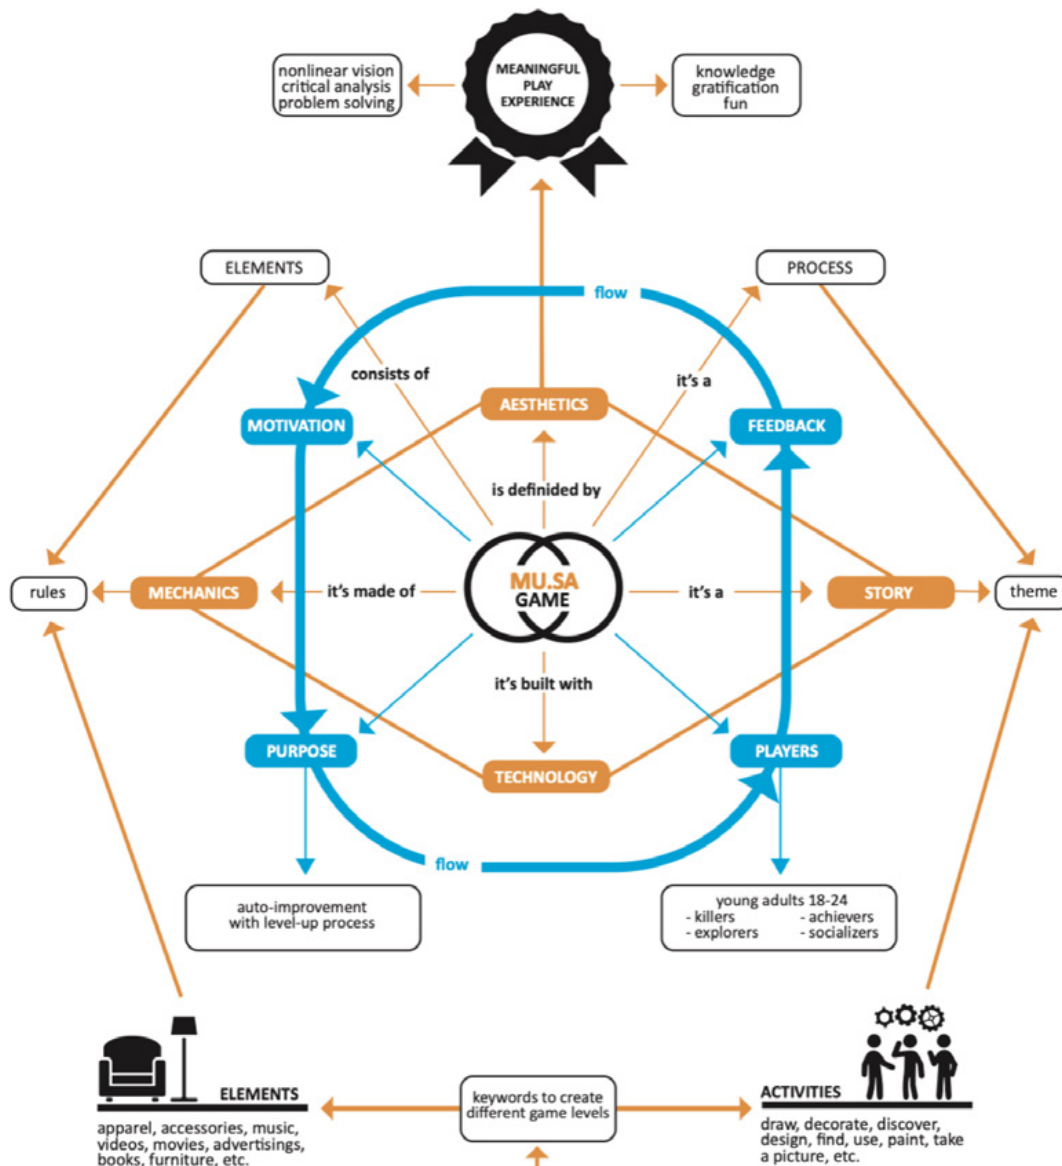 MEANINGFUL
PLAY
EXPERIENCE
nonlinear vision
critical analysis
problem solving
knowledge
gratification
fun
ELEMENTS
PROCESS
flow
consists of
it's a
AESTHETICS
MOTIVATION
FEEDBACK
is definided by
MU.SA
GAME
rules
MECHANICS
it's made of
it's a
STORY
theme
it's built with
PURPOSE
PLAYERS
TECHNOLOGY
flow
auto-improvement
with level-up process
young adults 18-24
- killers - achievers
- explorers - socializers
ELEMENTS
apparel, accessories, music,
videos, movies, advertisings,
books, furniture, etc.
keywords to create
different game levels
ACTIVITIES
draw, decorate, discover,
design, find, use, paint, take
a picture, etc.